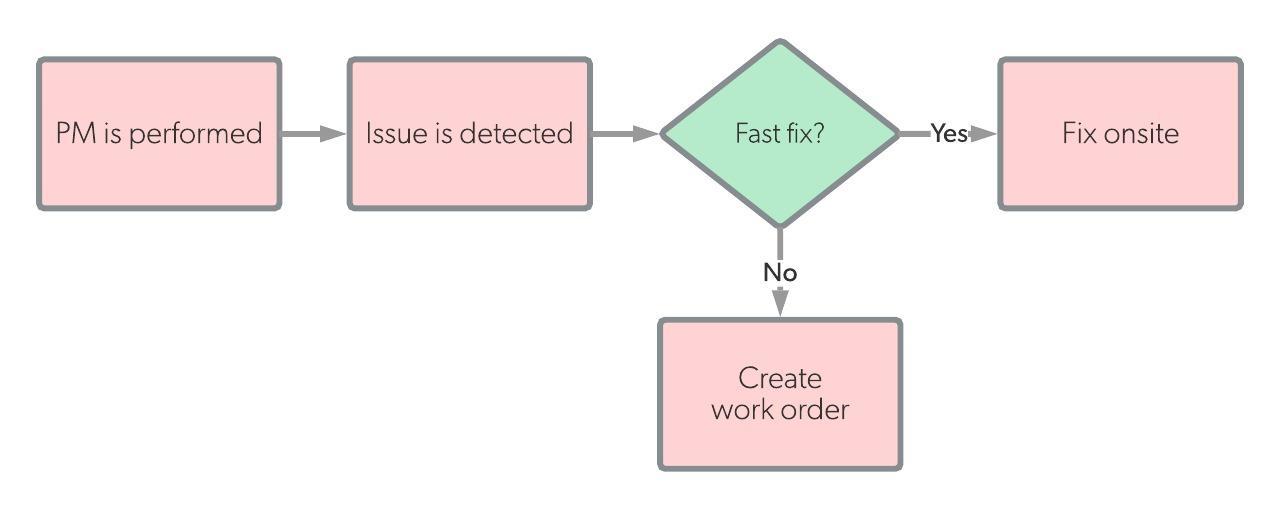 PM is performed
Issue is detected
Fast fix?
Yes
Fix onsite
No
Create
work order